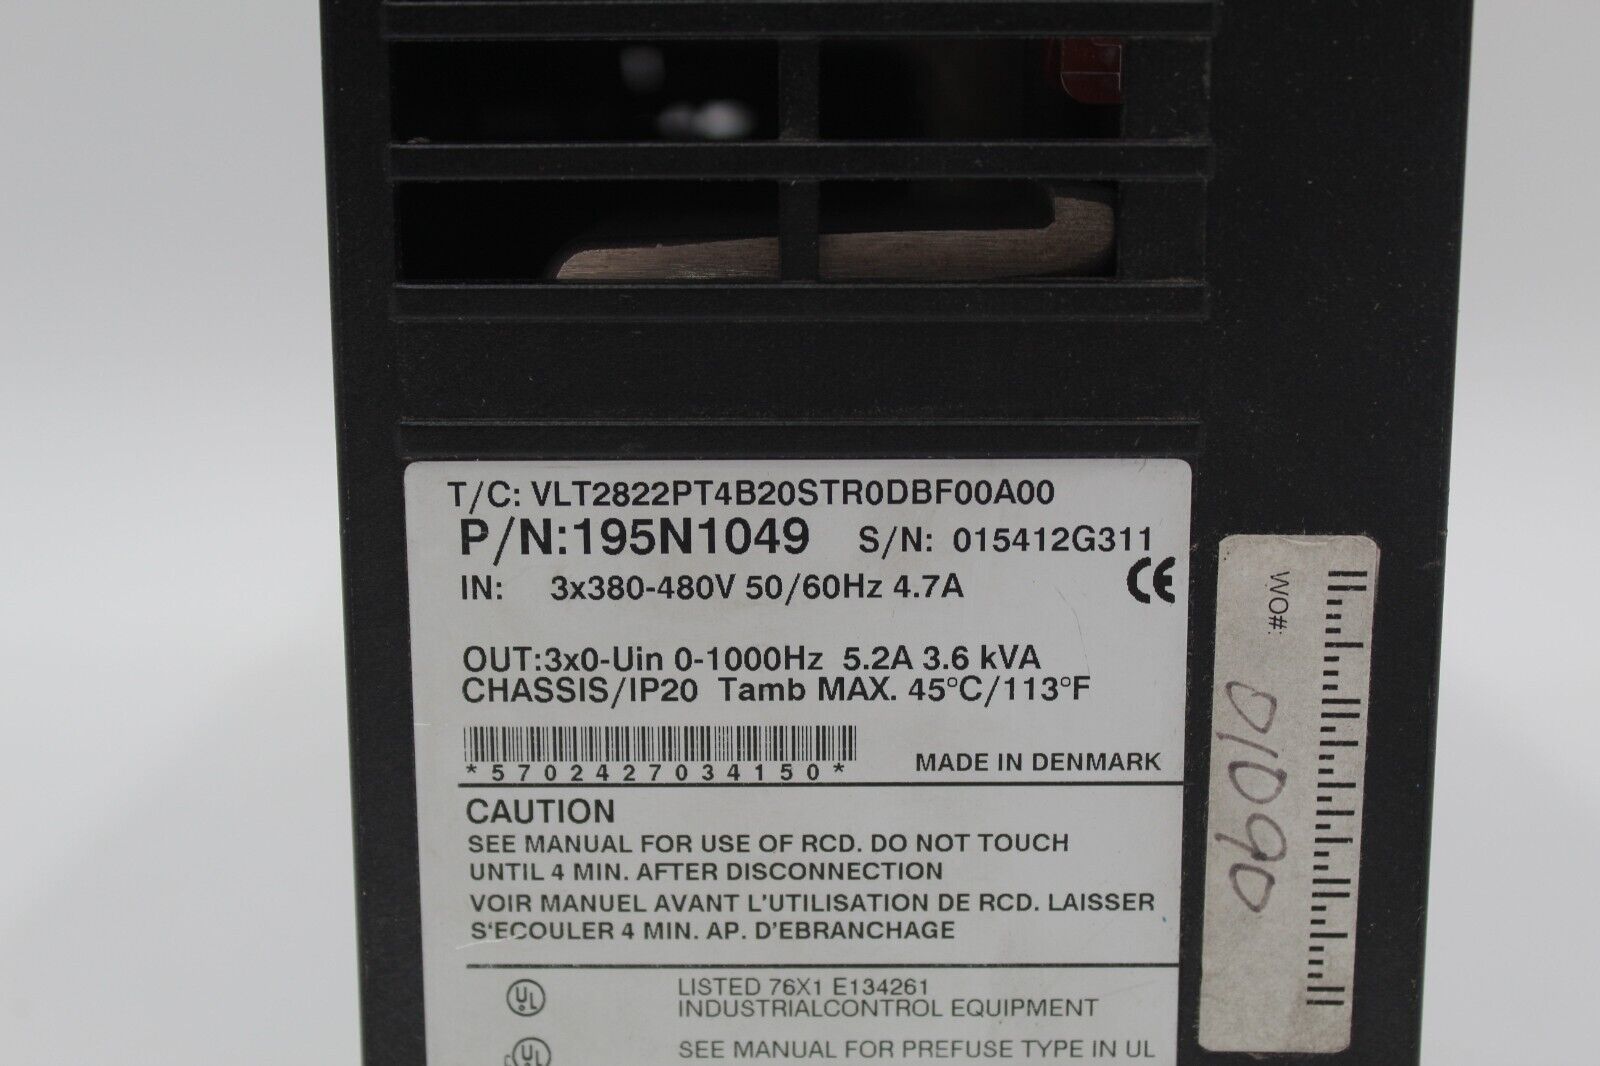 T/C: VLT2822PT4B20STR0DBF00A00
P/N:195N1049 S/N: 015412G311
IN: 3x380-480V 50/60Hz 4.7A
CE
OUT:3x0-Uin 0-1000Hz 5.2A 3.6 kVA
CHASSIS/IP20 Tamb MAX. 45°C/113°F
*5702427034150*
MADE IN DENMARK
CAUTION
SEE MANUAL FOR USE OF RCD. DO NOT TOUCH
UNTIL 4 MIN. AFTER DISCONNECTION
VOIR MANUEL AVANT L'UTILISATION DE RCD. LAISSER
S'ECOULER 4 MIN. AP. D'EBRANCHAGE
UL
LISTED 76X1 E134261
INDUSTRIALCONTROL EQUIPMENT
UL
SEE MANUAL FOR PREFUSE TYPE IN UL
WO#:
01090